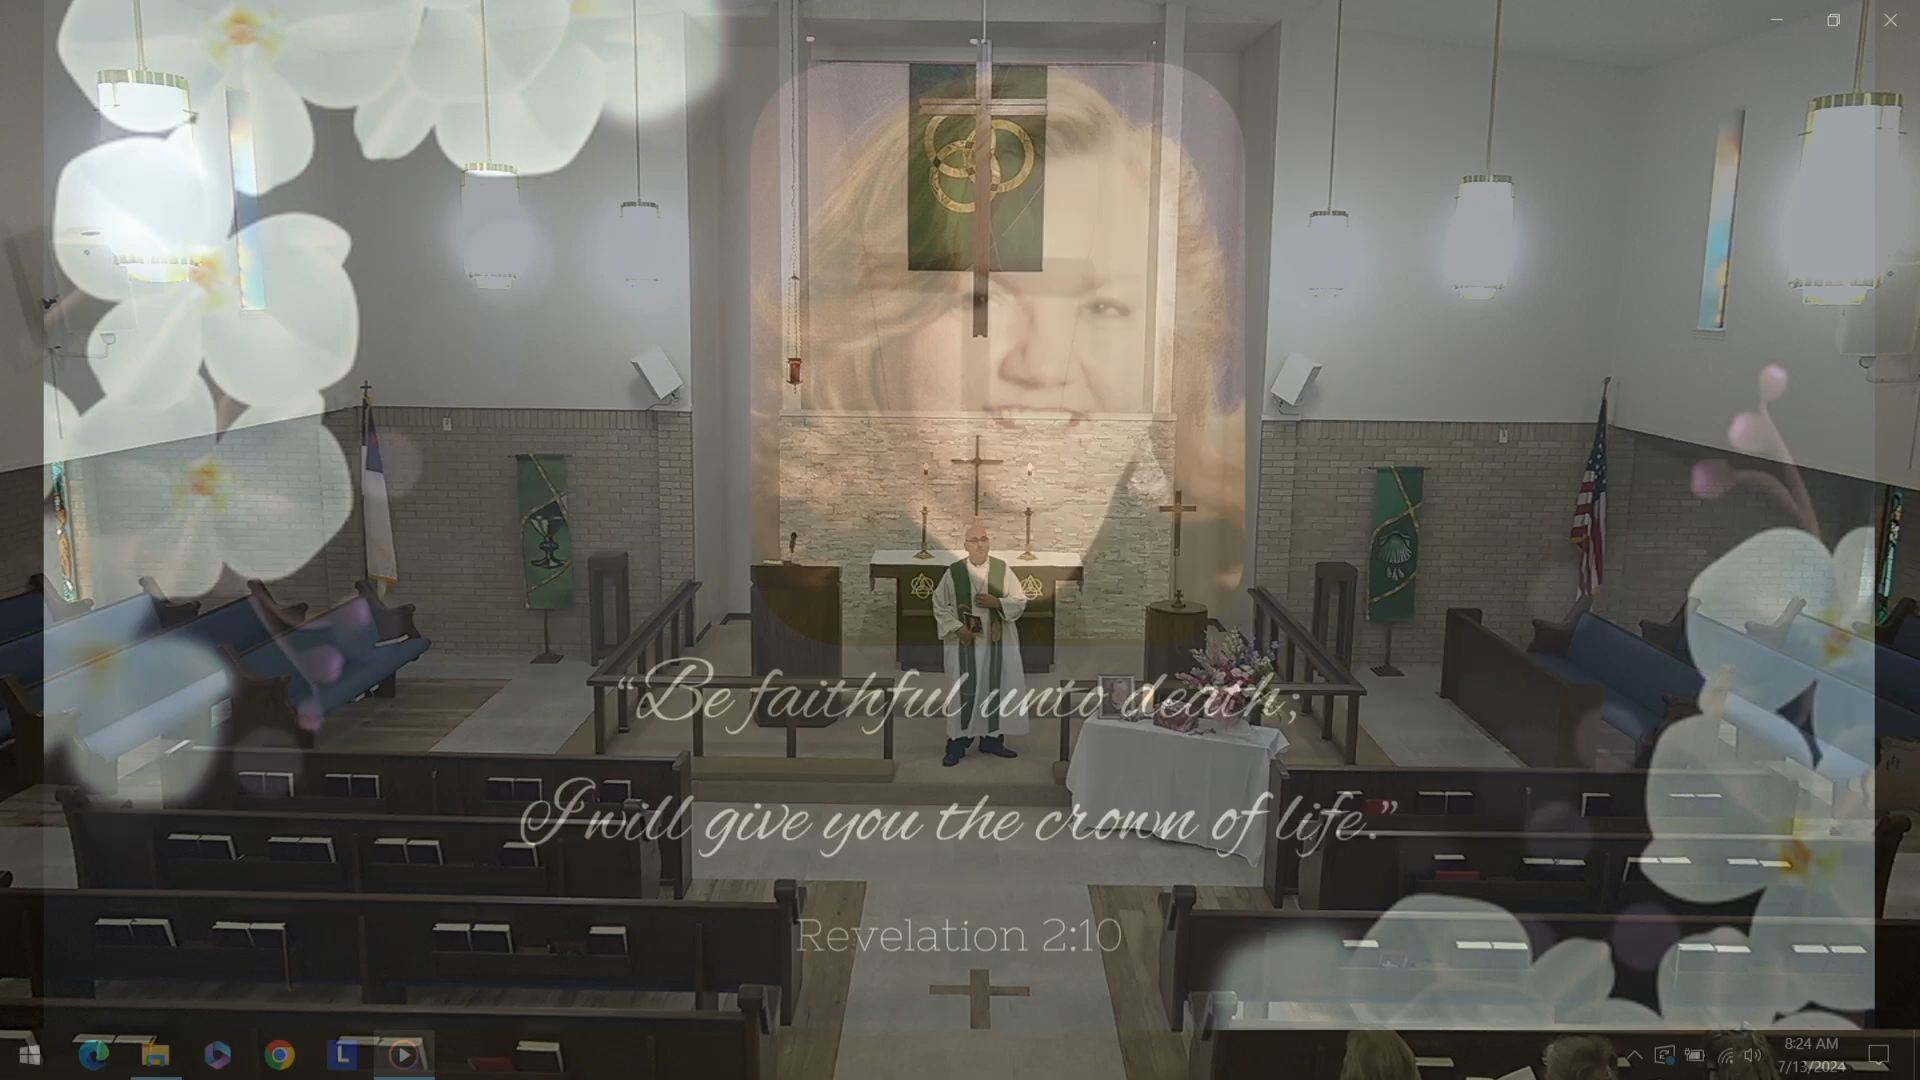 “Be faithful unto death;
I will give you the crown of life.”
Revelation 2:10
L
8:24 AM
7/13/2024